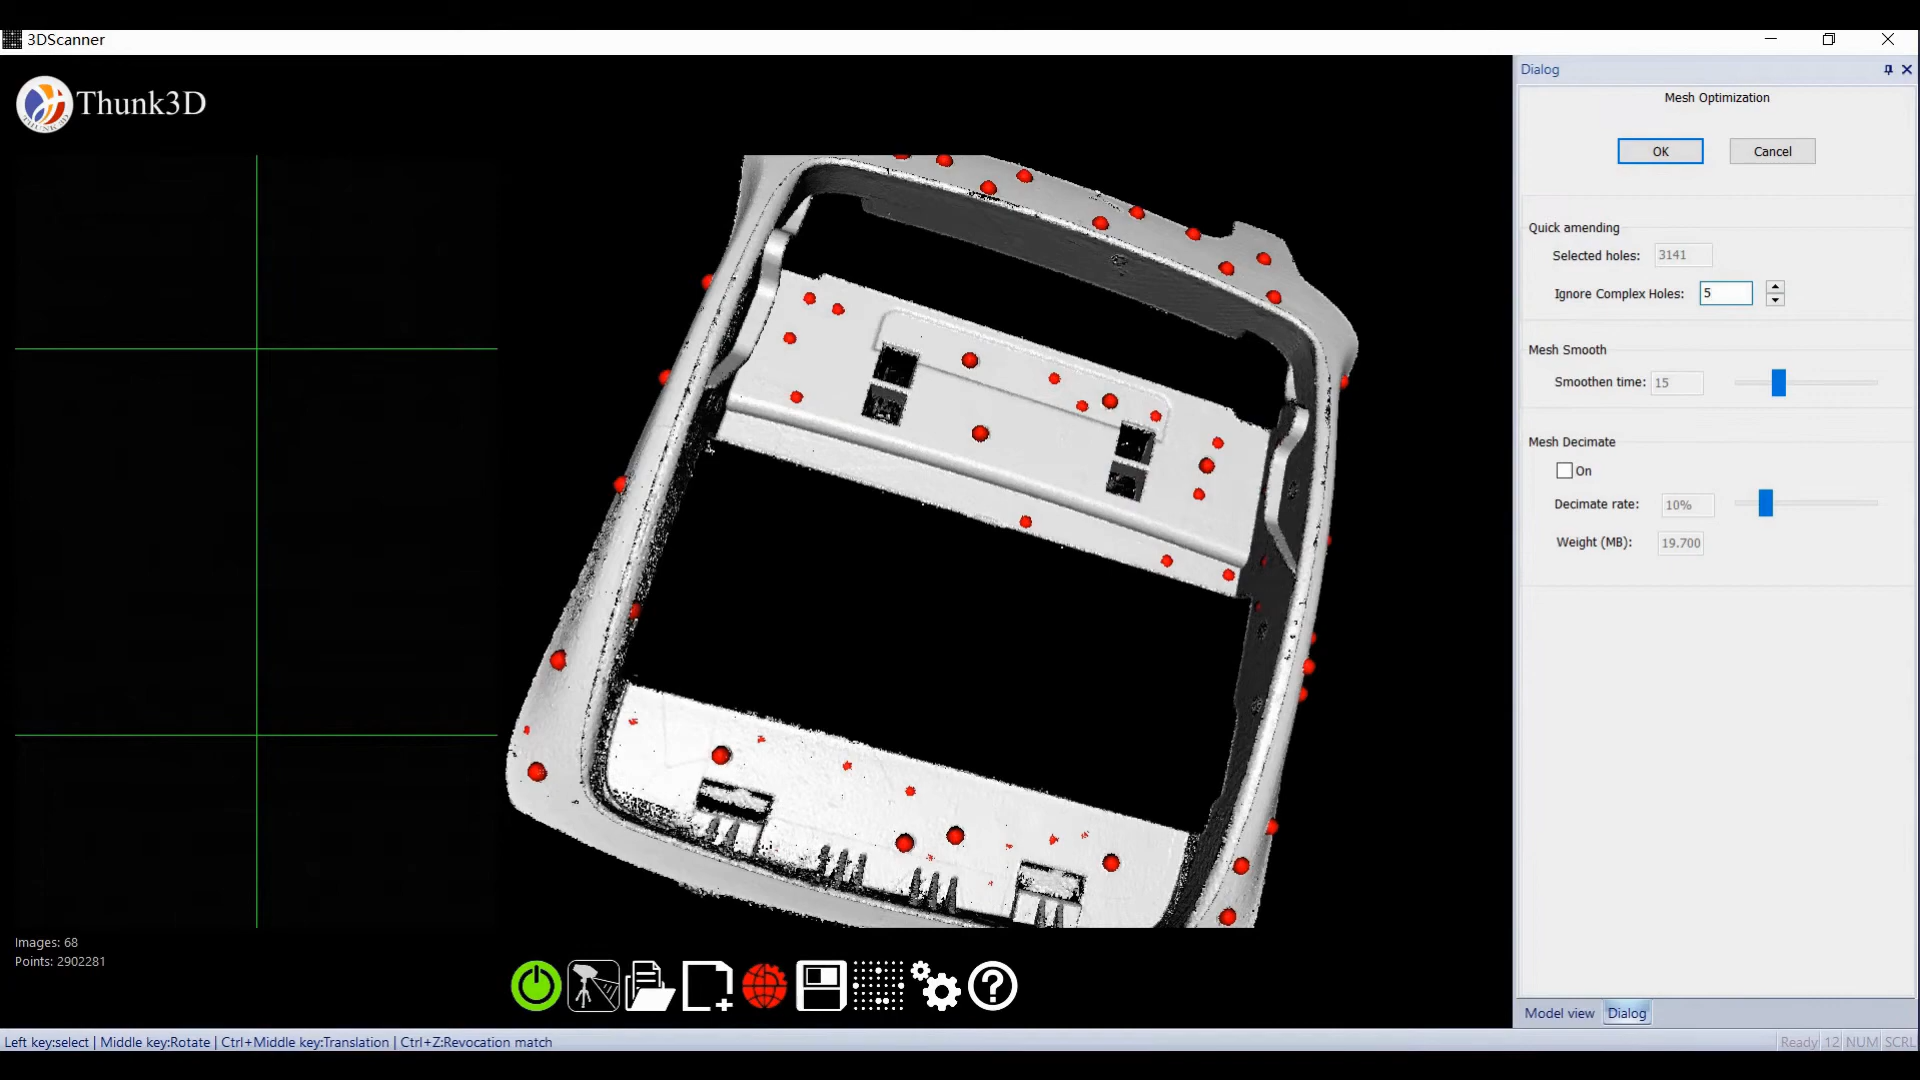 3DScanner
Thunk3D
Dialog
Mesh Optimization
OK
Cancel
Quick amending
Selected holes: 3141
Ignore Complex Holes: 5
Mesh Smooth
Smoothen time: 15
Mesh Decimate
On
Decimate rate: 10%
Weight (MB): 19.700
Images: 68
Points: 2902281
Model view
Dialog
Left key:select | Middle key:Rotate | Ctrl+Middle key:Translation | Ctrl+Z:Revocation match
Ready 12 NUM SCRL